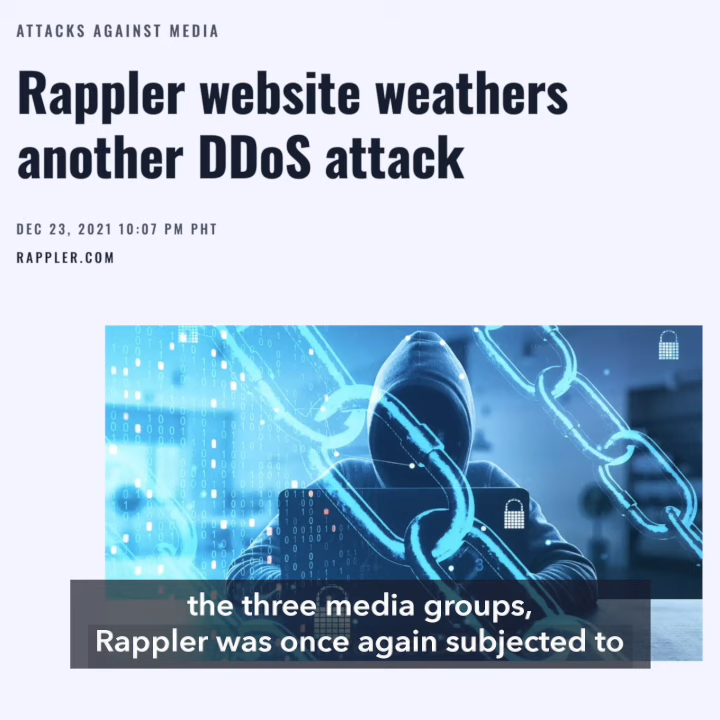 ATTACKS AGAINST MEDIA
Rappler website weathers
another DDoS attack
DEC 23, 2021 10:07 PM PHT
RAPPLER.COM
the three media groups,
Rappler was once again subjected to